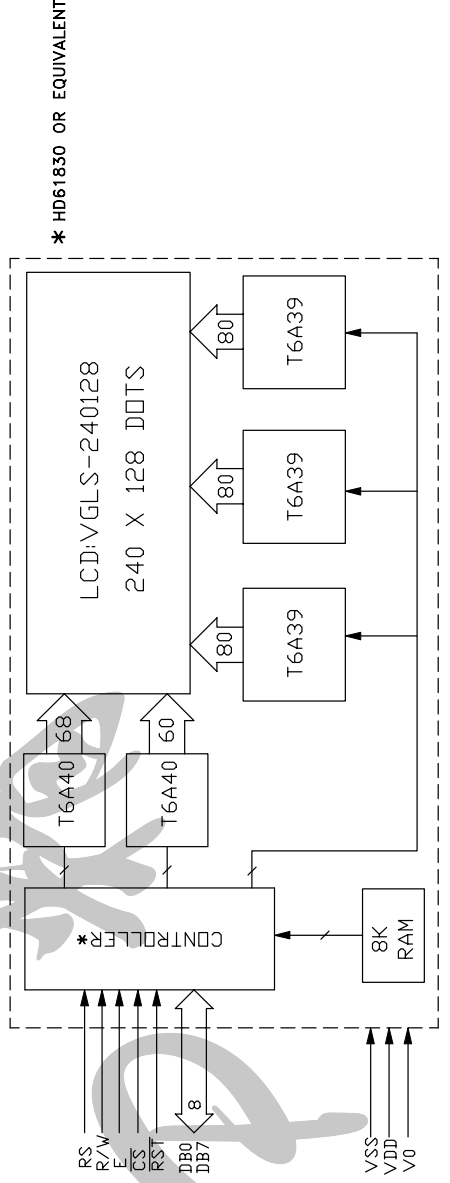 * HD61830 OR EQUIVALENT
LCD:VGLS-240128
240 X 128 DOTS
T6A40
68
T6A40
60
80
80
80
T6A39
T6A39
T6A39
CONTROLLER*
8K
RAM
RS
R/W
E
CS
RST
DB0
DB7
8
VSS
VDD
V0